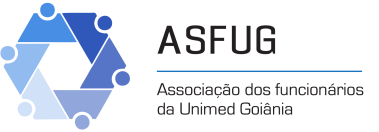 ASFUG
Associação dos funcionários
da Unimed Goiânia